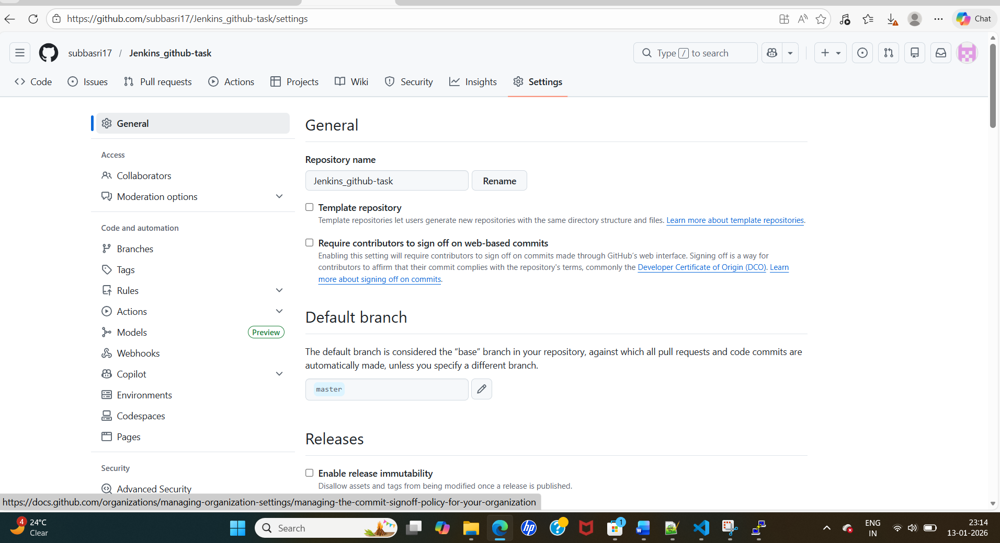 https://github.com/subbasri17/Jenkins_github-task/settings
Chat
subbasri17 / Jenkins_github-task
Type / to search
Code
Issues
Pull requests
Actions
Projects
Wiki
Security
Insights
Settings
General
Access
Collaborators
Moderation options
Code and automation
Branches
Tags
Rules
Actions
Models
Preview
Webhooks
Copilot
Environments
Codespaces
Pages
Security
Advanced Security
General
Repository name
Jenkins_github-task
Rename
Template repository
Template repositories let users generate new repositories with the same directory structure and files. Learn more about template repositories.
Require contributors to sign off on web-based commits
Enabling this setting will require contributors to sign off on commits made through GitHub’s web interface. Signing off is a way for
contributors to affirm that their commit complies with the repository's terms, commonly the Developer Certificate of Origin (DCO). Learn
more about signing off on commits.
Default branch
The default branch is considered the “base” branch in your repository, against which all pull requests and code commits are
automatically made, unless you specify a different branch.
master
Releases
Enable release immutability
Disallow assets and tags from being modified once a release is published.
https://docs.github.com/organizations/managing-organization-settings/managing-the-commit-signoff-policy-for-your-organization
4
24°C
Clear
Search
hp
?
1
W
ENG
IN
23:14
13-01-2026